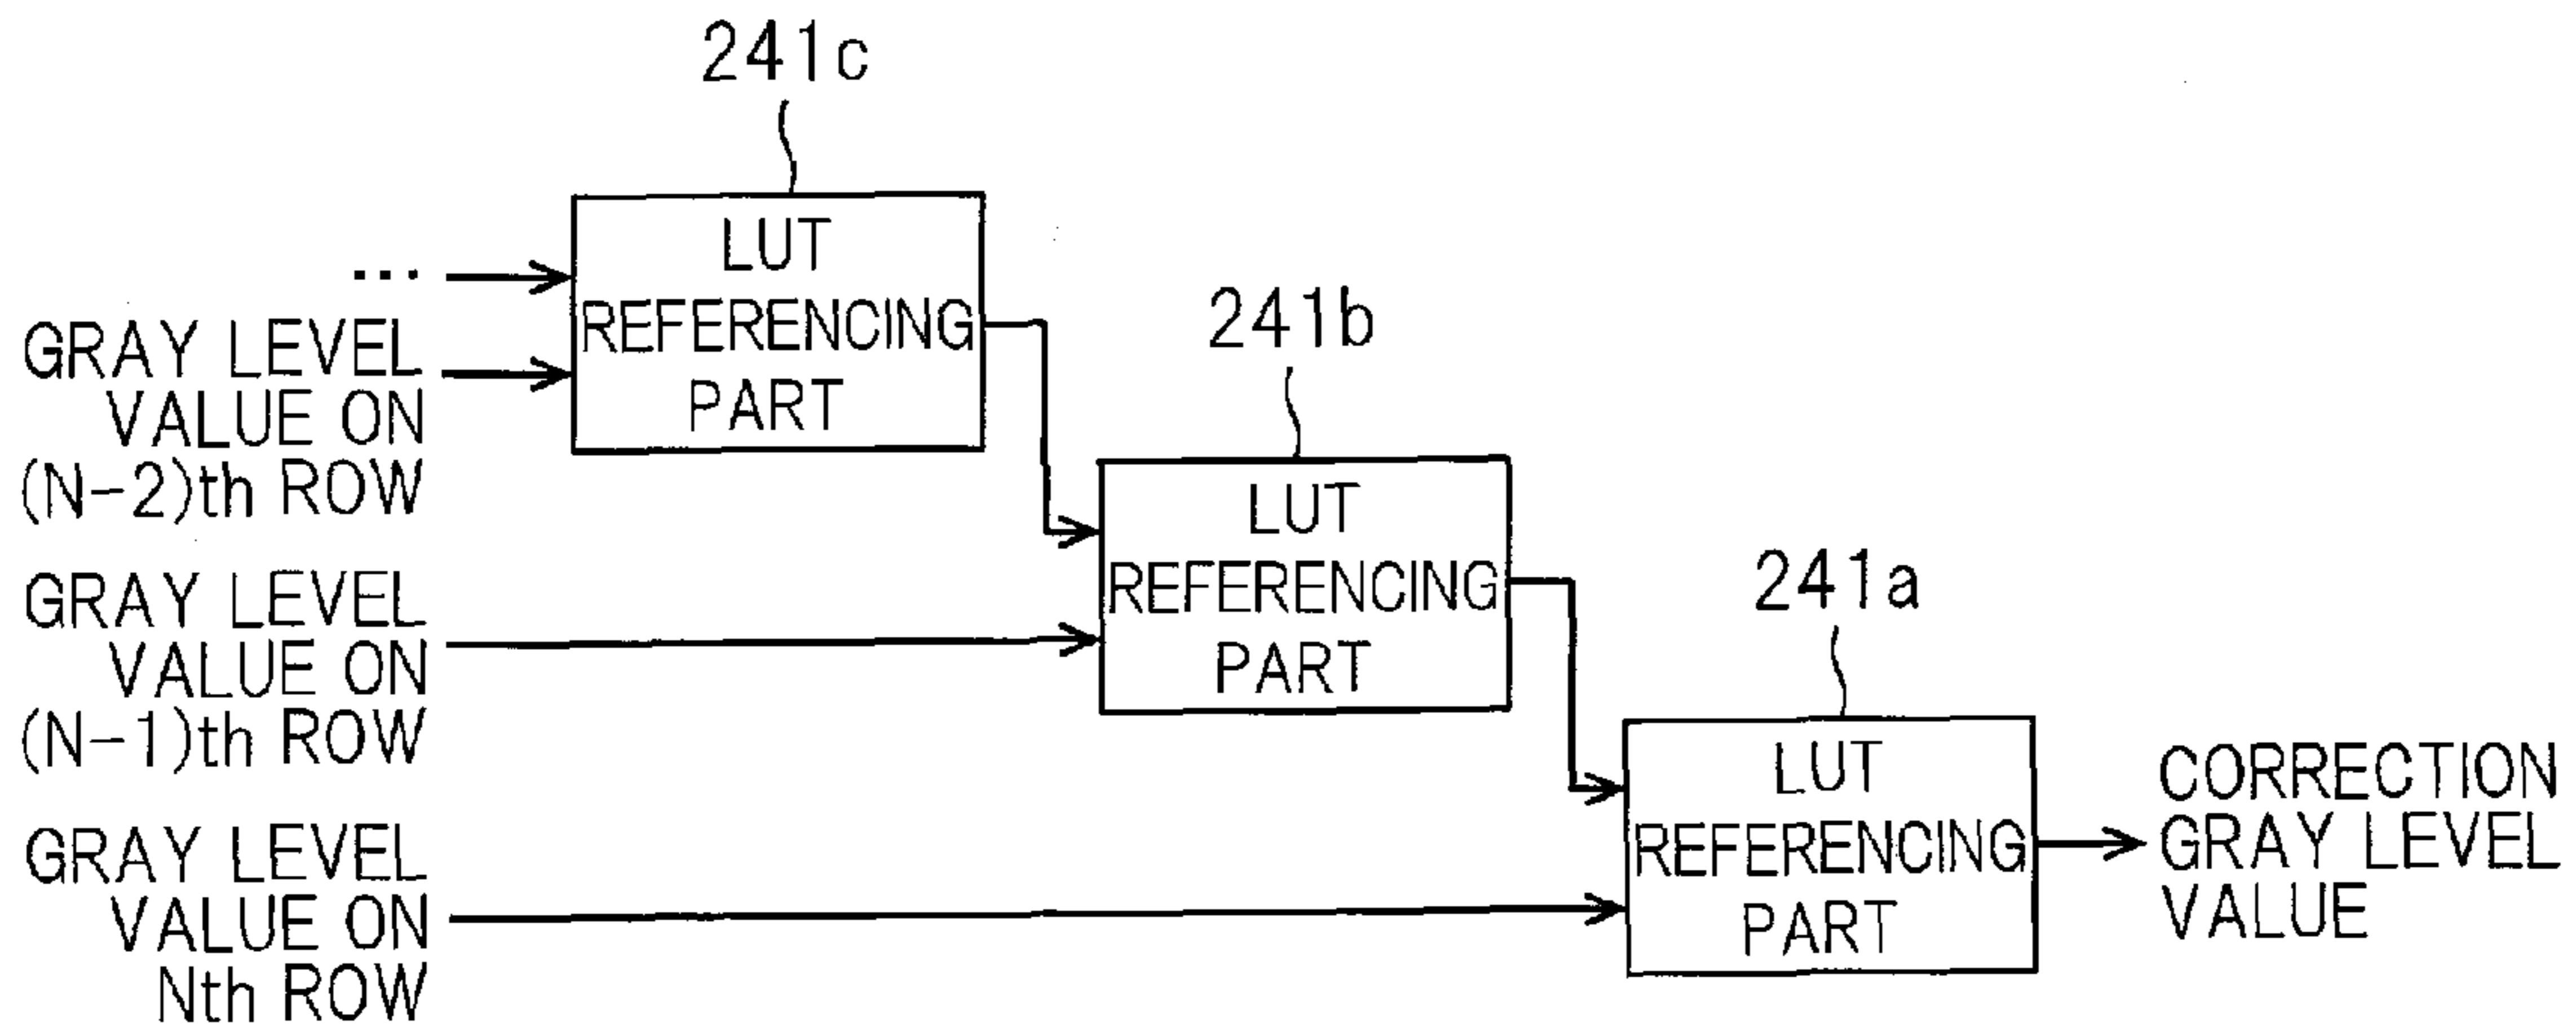 241c
LUT
REFERENCING
PART
...
GRAY LEVEL
VALUE ON
(N-2)th ROW
241b
LUT
REFERENCING
PART
GRAY LEVEL
VALUE ON
(N-1)th ROW
241a
LUT
REFERENCING
PART
GRAY LEVEL
VALUE ON
Nth ROW
CORRECTION
GRAY LEVEL
VALUE